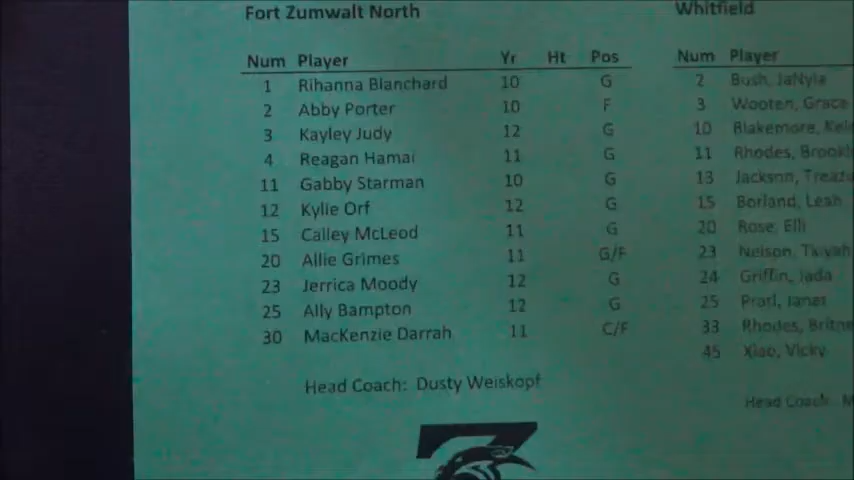 Fort Zumwalt North
Num Player Yr Ht Pos
1 Rihanna Blanchard 10 G
2 Abby Porter 10 F
3 Kayley Judy 12 G
4 Reagan Hamai 11 G
11 Gabby Starman 10 G
12 Kylie Orf 12 G
15 Calley McLeod 11 G
20 Allie Grimes 11 G/F
23 Jerrica Moody 12 G
25 Ally Bampton 12 G
30 MacKenzie Darrah 11 C/F
Head Coach: Dusty Weiskopf
Whitfield
Num Player
2 Bush, JaNyla
3 Wooten, Grace
10 Blakemore,
11 Rhodes,
13 Jackson,
15 Borland, Leah
20 Rose, Elli
23 Nelson,
24 Griffin, Jada
25
33 Rhodes,
45 Xiao, Vicky
Head Coach: M